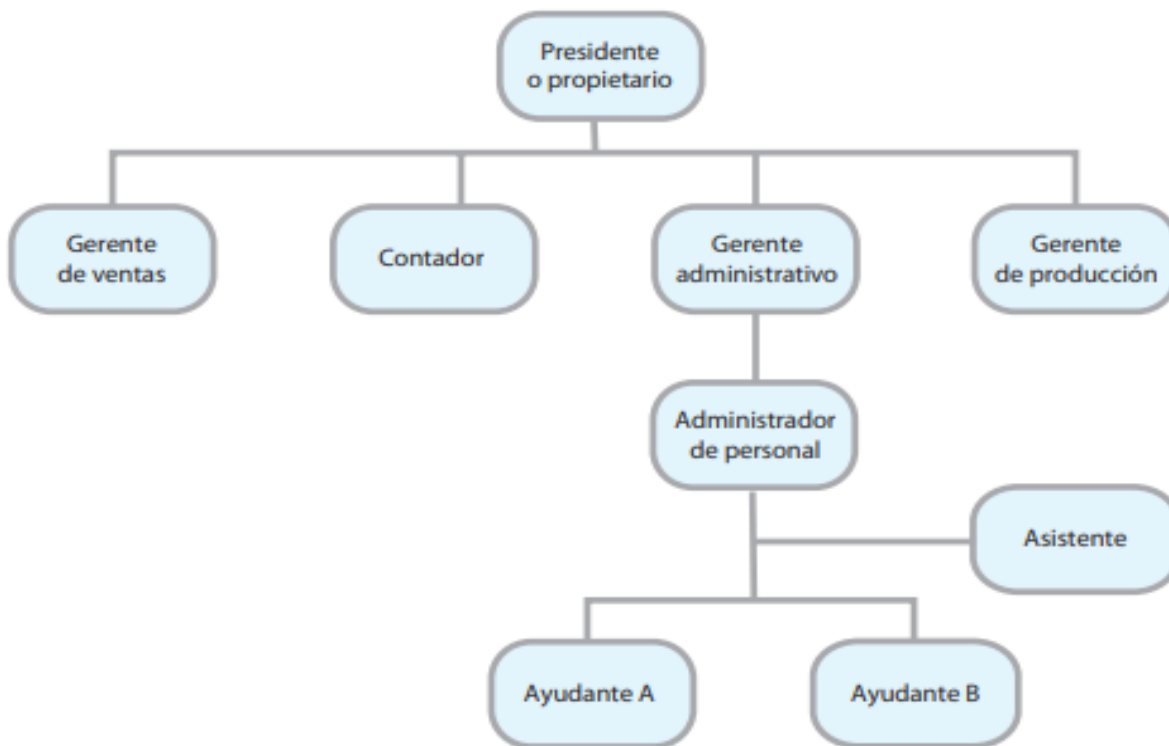 Presidente
o propietario
Gerente
de ventas
Contador
Gerente
administrativo
Gerente
de producción
Administrador
de personal
Asistente
Ayudante A
Ayudante B